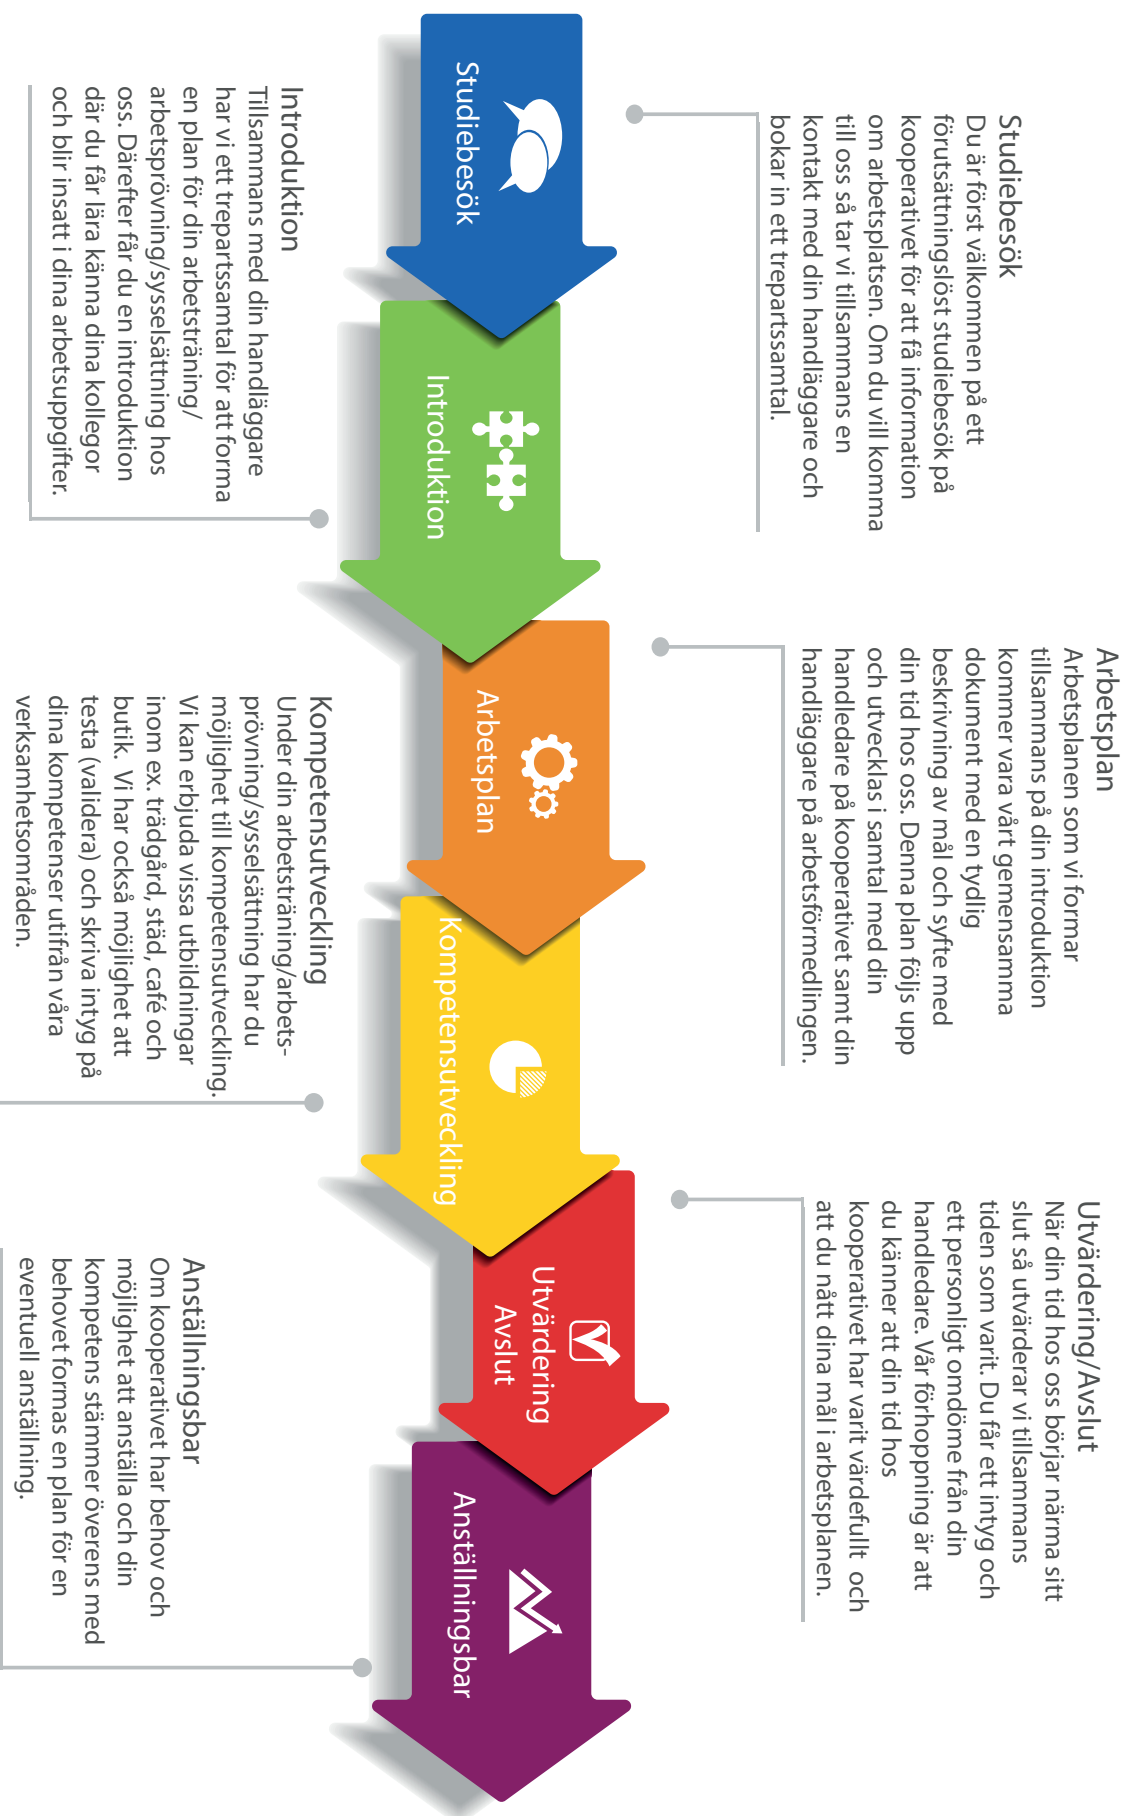 Studiebesök
Du är först välkommen på ett
förutsättningslöst studiebesök på
kooperativet för att få information
om arbetsplatsen. Om du vill komma
till oss så tar vi tillsammans en
kontakt med din handläggare och
bokar in ett trepartssamtal.
Arbetsplan
Arbetsplanen som vi formar
tillsammans på din introduktion
kommer vara vårt gemensamma
dokument med en tydlig
beskrivning av mål och syfte med
din tid hos oss. Denna plan följs upp
och utvecklas i samtal med din
handledare på kooperativet samt din
handläggare på arbetsförmedlingen.
Utvärdering/Avslut
När din tid hos oss börjar närma sitt
slut så utvärderar vi tillsammans
tiden som varit. Du får ett intyg och
ett personligt omdöme från din
handledare. Vår förhoppning är att
du känner att din tid hos
kooperativet har varit värdefullt och
att du nått dina mål i arbetsplanen.
Studiebesök
Introduktion
Arbetsplan
Kompetensutveckling
Utvärdering
Avslut
Anställningsbar
Introduktion
Tillsammans med din handläggare
har vi ett trepartssamtal för att forma
en plan för din arbetsträning/
arbetsprövning/sysselsättning hos
oss. Därefter får du en introduktion
där du får lära känna dina kollegor
och blir insatt i dina arbetsuppgifter.
Kompetensutveckling
Under din arbetsträning/arbets-
prövning/sysselsättning har du
möjlighet till kompetensutveckling.
Vi kan erbjuda vissa utbildningar
inom ex. trädgård, städ, café och
butik. Vi har också möjlighet att
testa (validera) och skriva intyg på
dina kompetenser utifrån våra
verksamhetsområden.
Anställningsbar
Om kooperativet har behov och
möjlighet att anställa och din
kompetens stämmer överens med
behovet formas en plan för en
eventuell anställning.